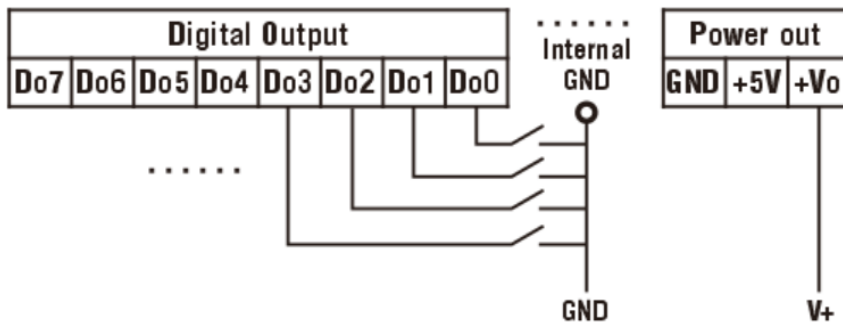 Digital Output
Do7 Do6 Do5 Do4 Do3 Do2 Do1 Do0
Internal
GND
Power out
GND +5V +Vo
GND
V+